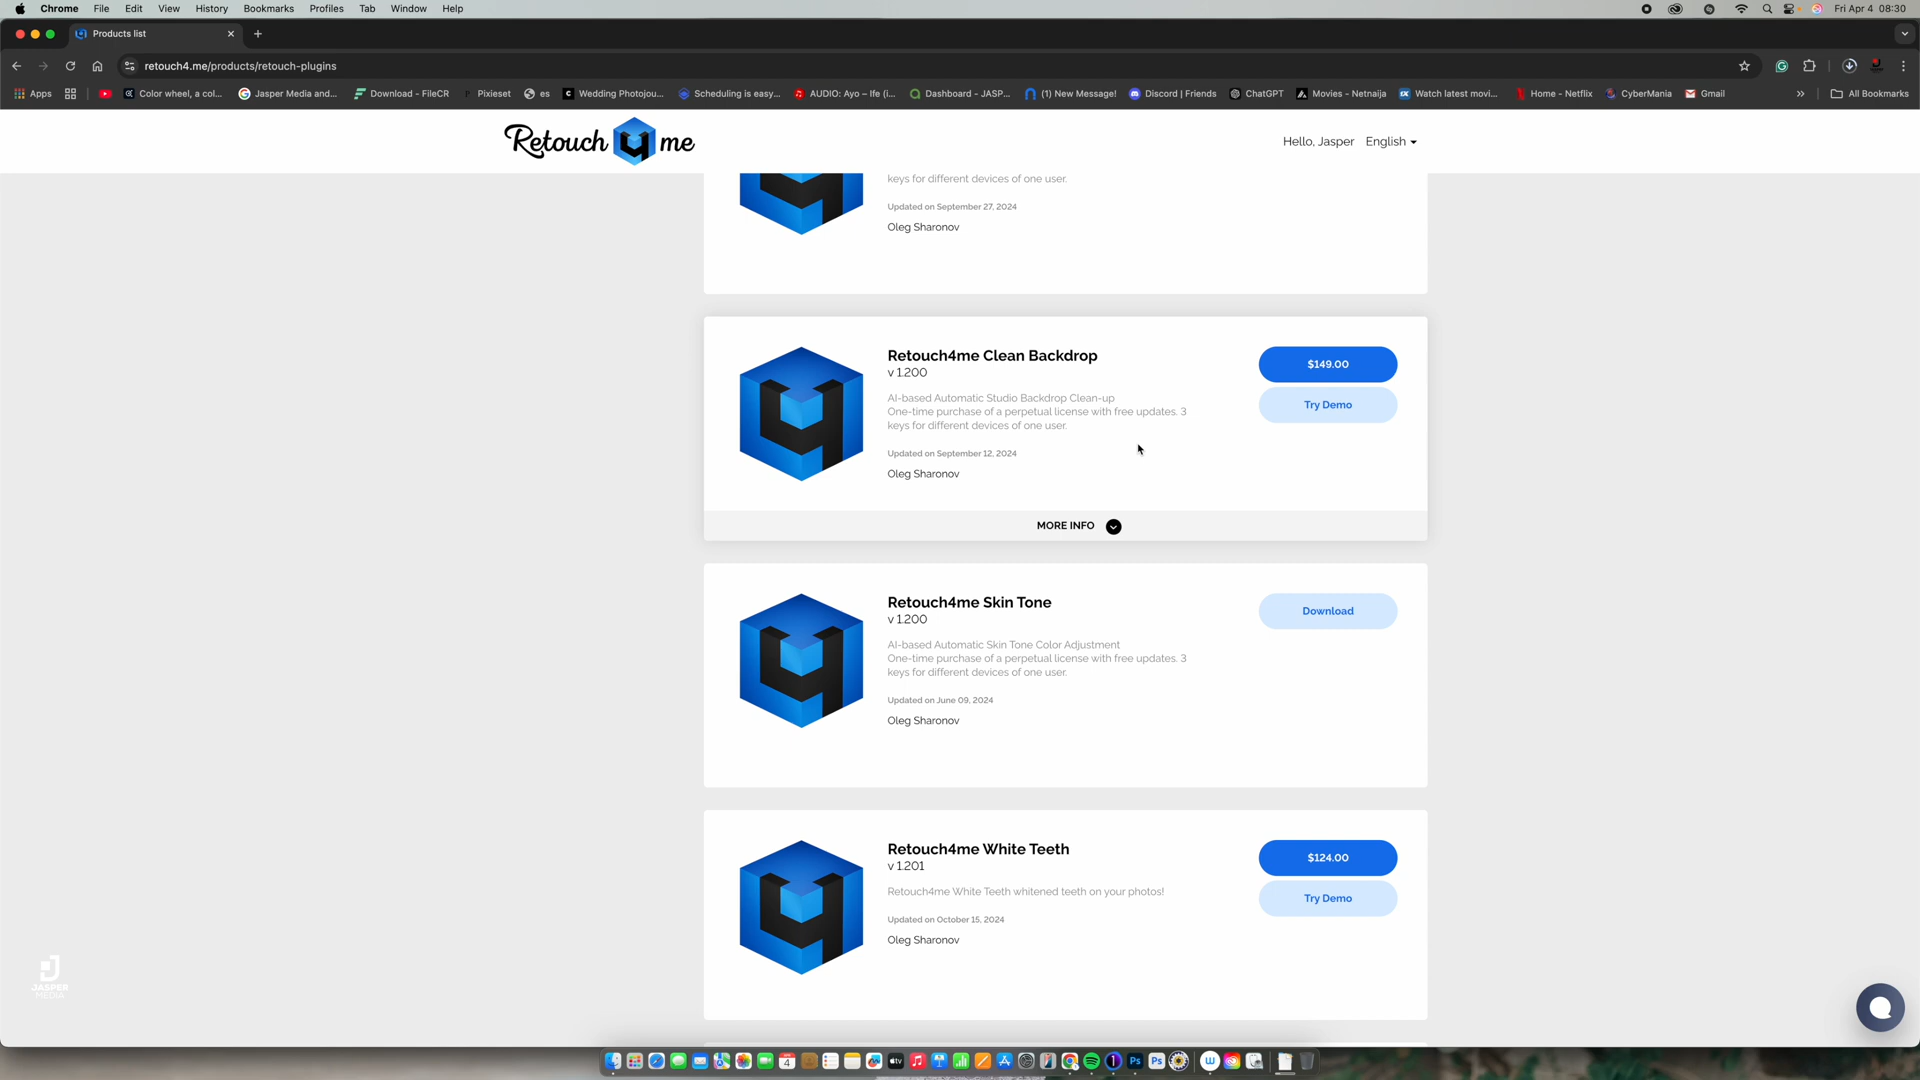 Chrome File Edit View History Bookmarks Profiles Tab Window Help Fri Apr 4 08:30
Products list
retouch4.me/products/retouch-plugins
Apps Color wheel, a col... Jasper Media and... Download - FileCR Pixieset es Wedding Photojou... Scheduling is easy... AUDIO: Ayo – Ife (i... Dashboard - JASP... (1) New Message! Discord | Friends ChatGPT Movies - Netnaija Watch latest movi... Home - Netflix CyberMania Gmail » All Bookmarks
Retouch 4 me Hello, Jasper English
keys for different devices of one user.
Updated on September 27, 2024
Oleg Sharonov
Retouch4me Clean Backdrop
v 1.200
AI-based Automatic Studio Backdrop Clean-up
One-time purchase of a perpetual license with free updates. 3
keys for different devices of one user.
Updated on September 12, 2024
Oleg Sharonov
$149.00
Try Demo
MORE INFO
Retouch4me Skin Tone
v 1.200
AI-based Automatic Skin Tone Color Adjustment
One-time purchase of a perpetual license with free updates. 3
keys for different devices of one user.
Updated on June 09, 2024
Oleg Sharonov
Download
Retouch4me White Teeth
v 1.201
Retouch4me White Teeth whitened teeth on your photos!
Updated on October 15, 2024
Oleg Sharonov
$124.00
Try Demo
JASPER
MEDIA